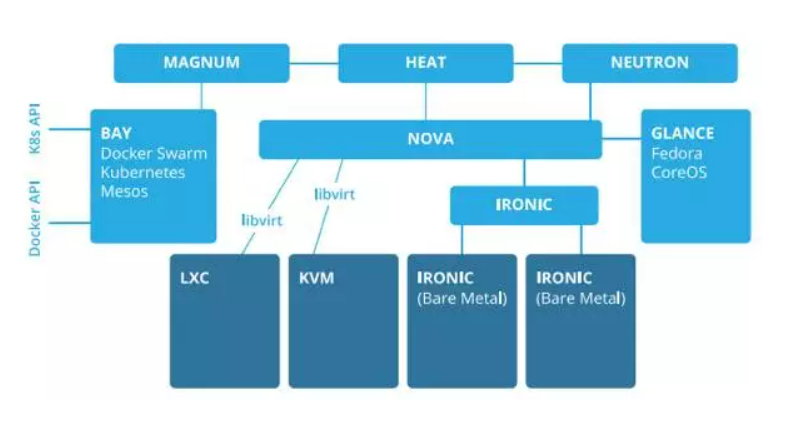 MAGNUM
HEAT
NEUTRON
K8s API
Docker API
BAY
Docker Swarm
Kubernetes
Mesos
NOVA
GLANCE
Fedora
CoreOS
libvirt
libvirt
IRONIC
LXC
KVM
IRONIC
(Bare Metal)
IRONIC
(Bare Metal)